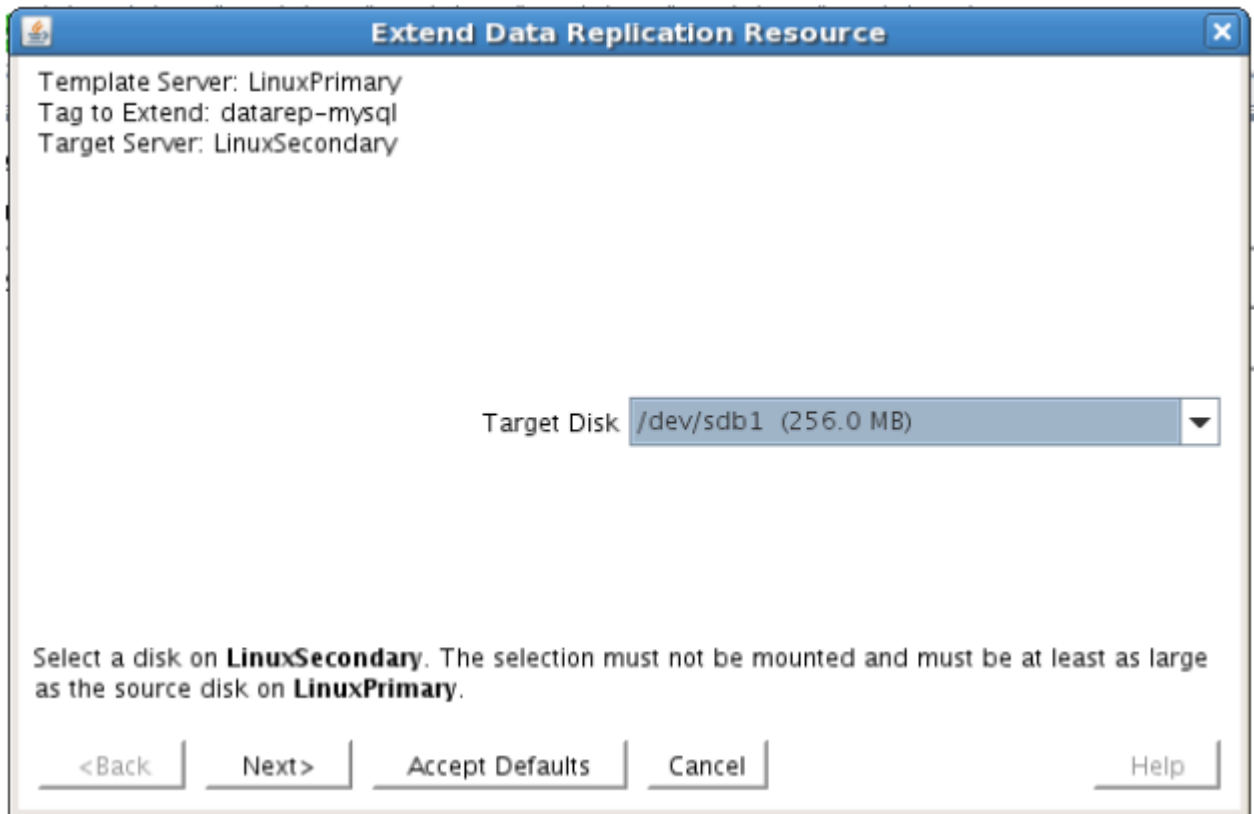 Extend Data Replication Resource
Template Server: LinuxPrimary
Tag to Extend: datarep-mysql
Target Server: LinuxSecondary
Target Disk /dev/sdb1 (256.0 MB)
Select a disk on LinuxSecondary. The selection must not be mounted and must be at least as large
as the source disk on LinuxPrimary.
<Back Next> Accept Defaults Cancel Help